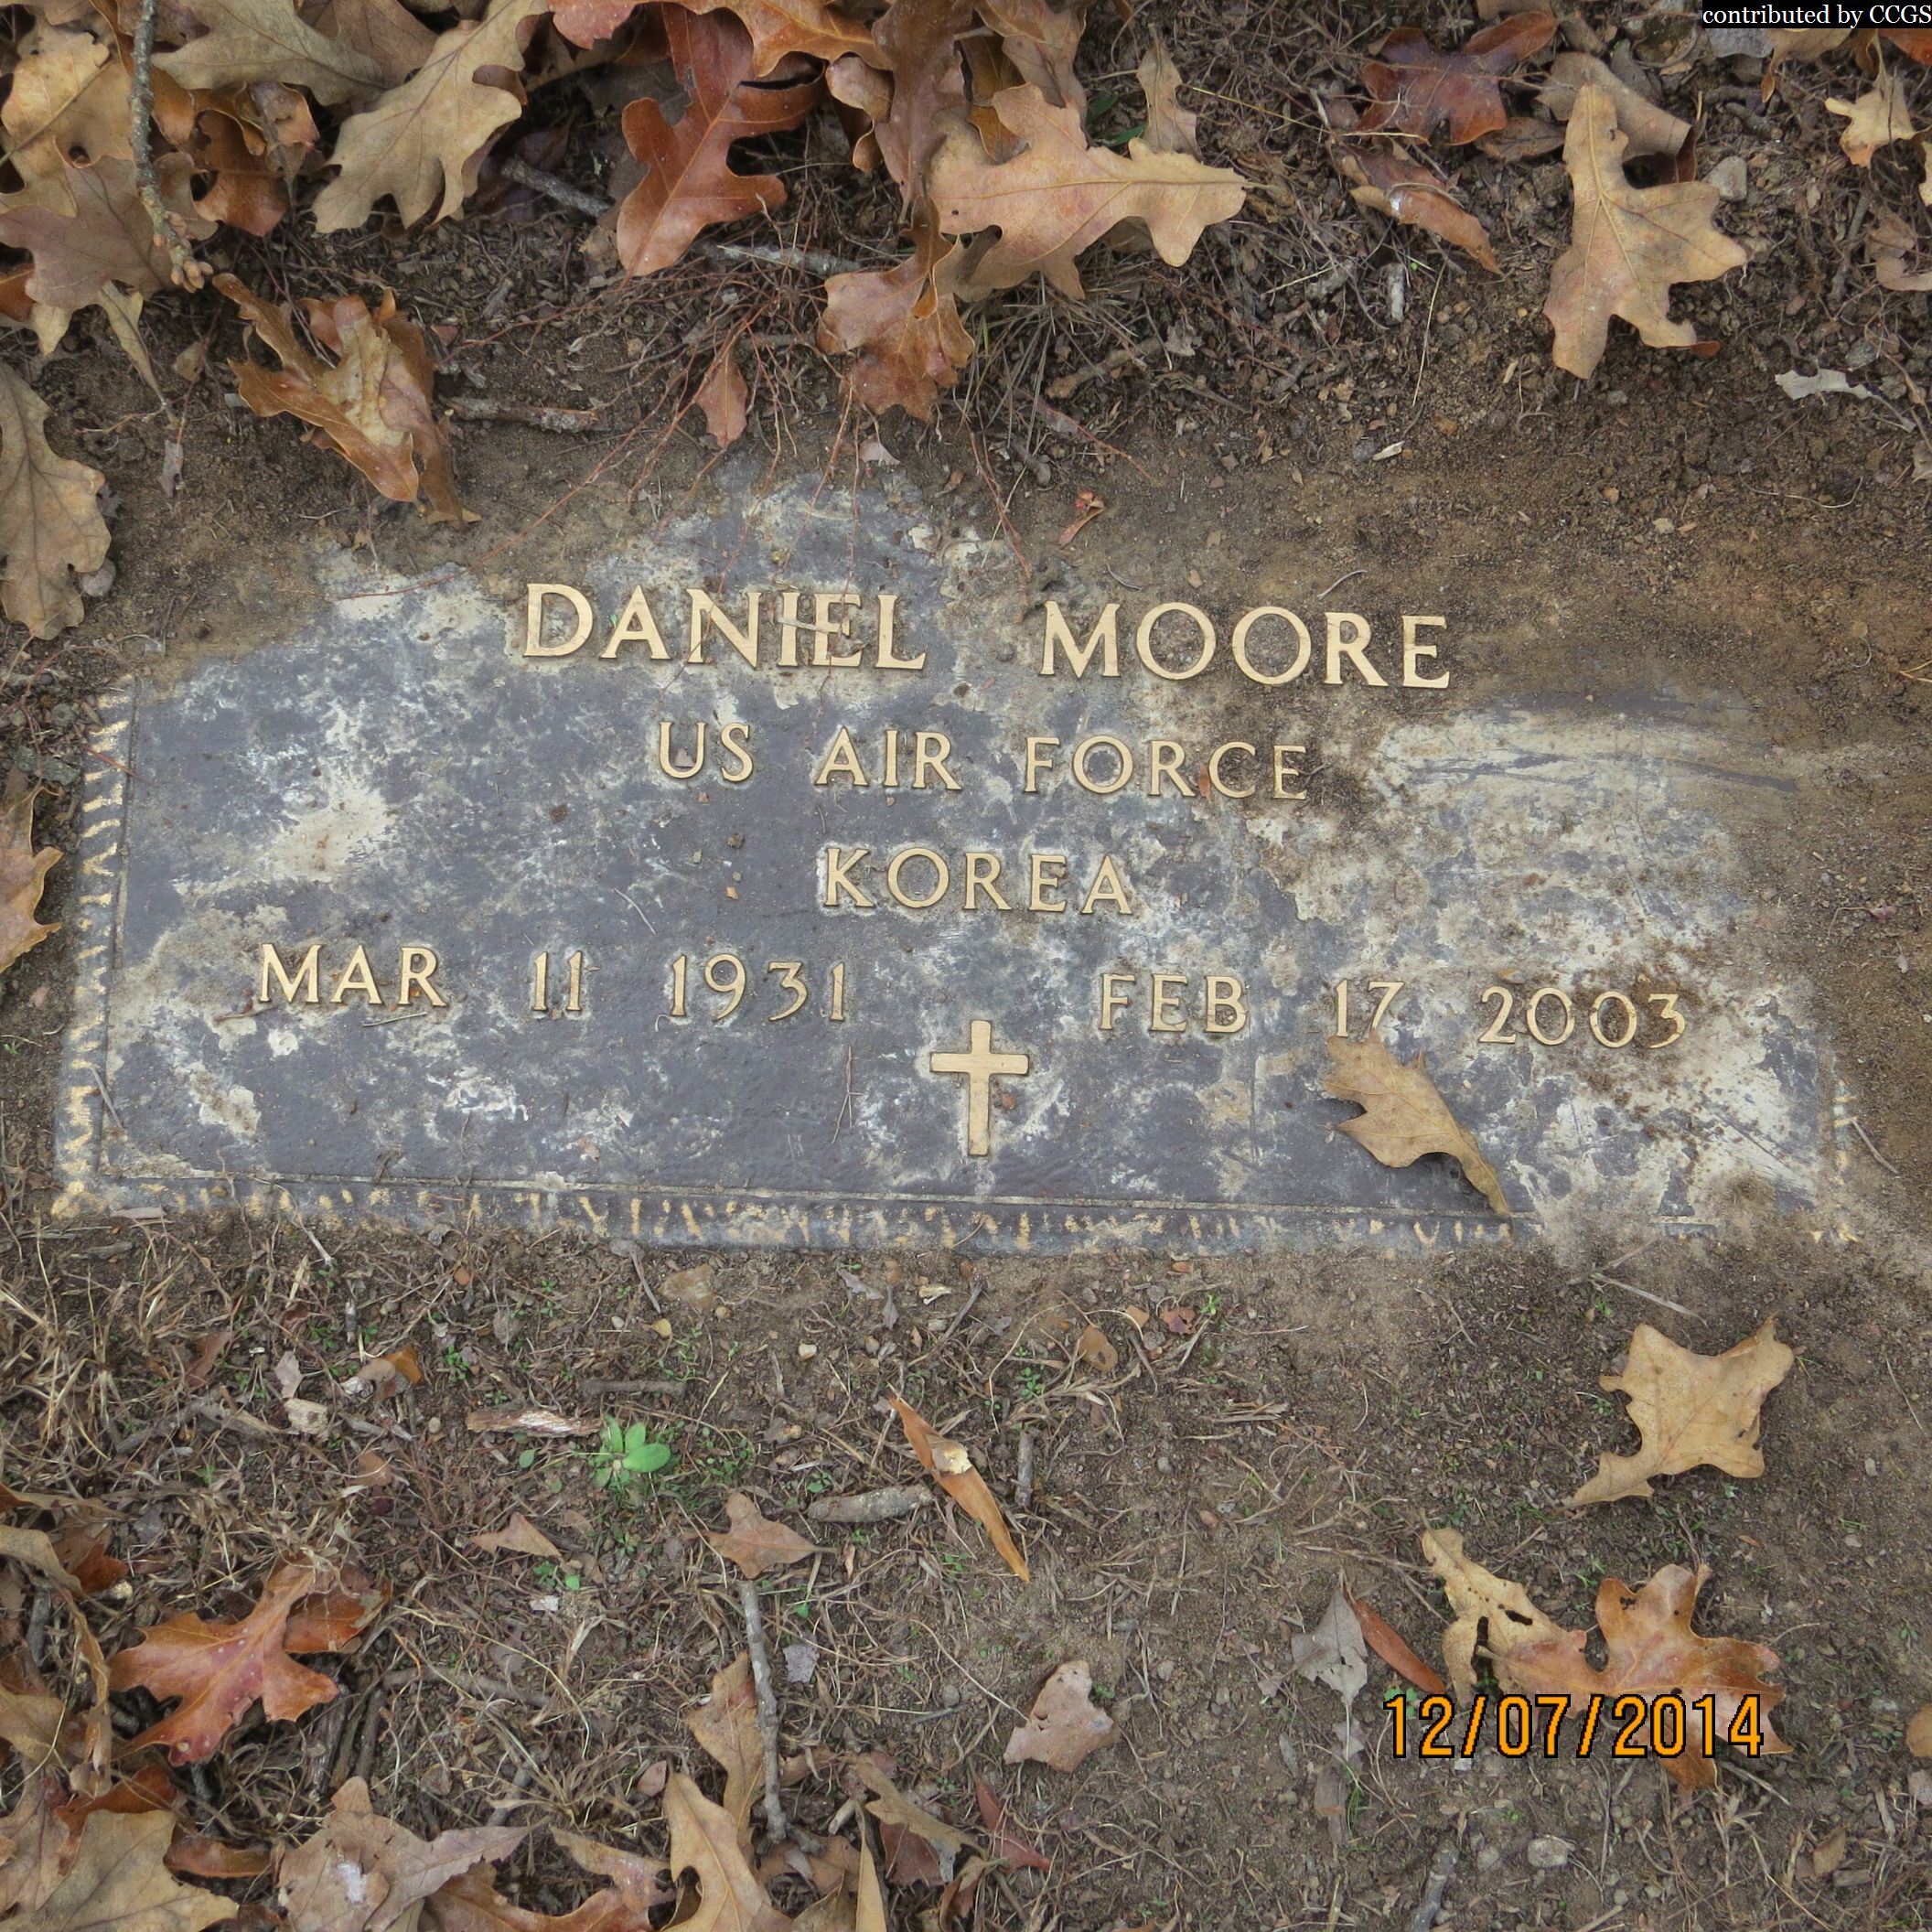 contributed by CCGS
DANIEL MOORE
US AIR FORCE
KOREA
MAR 11 1931 FEB 17 2003
12/07/2014